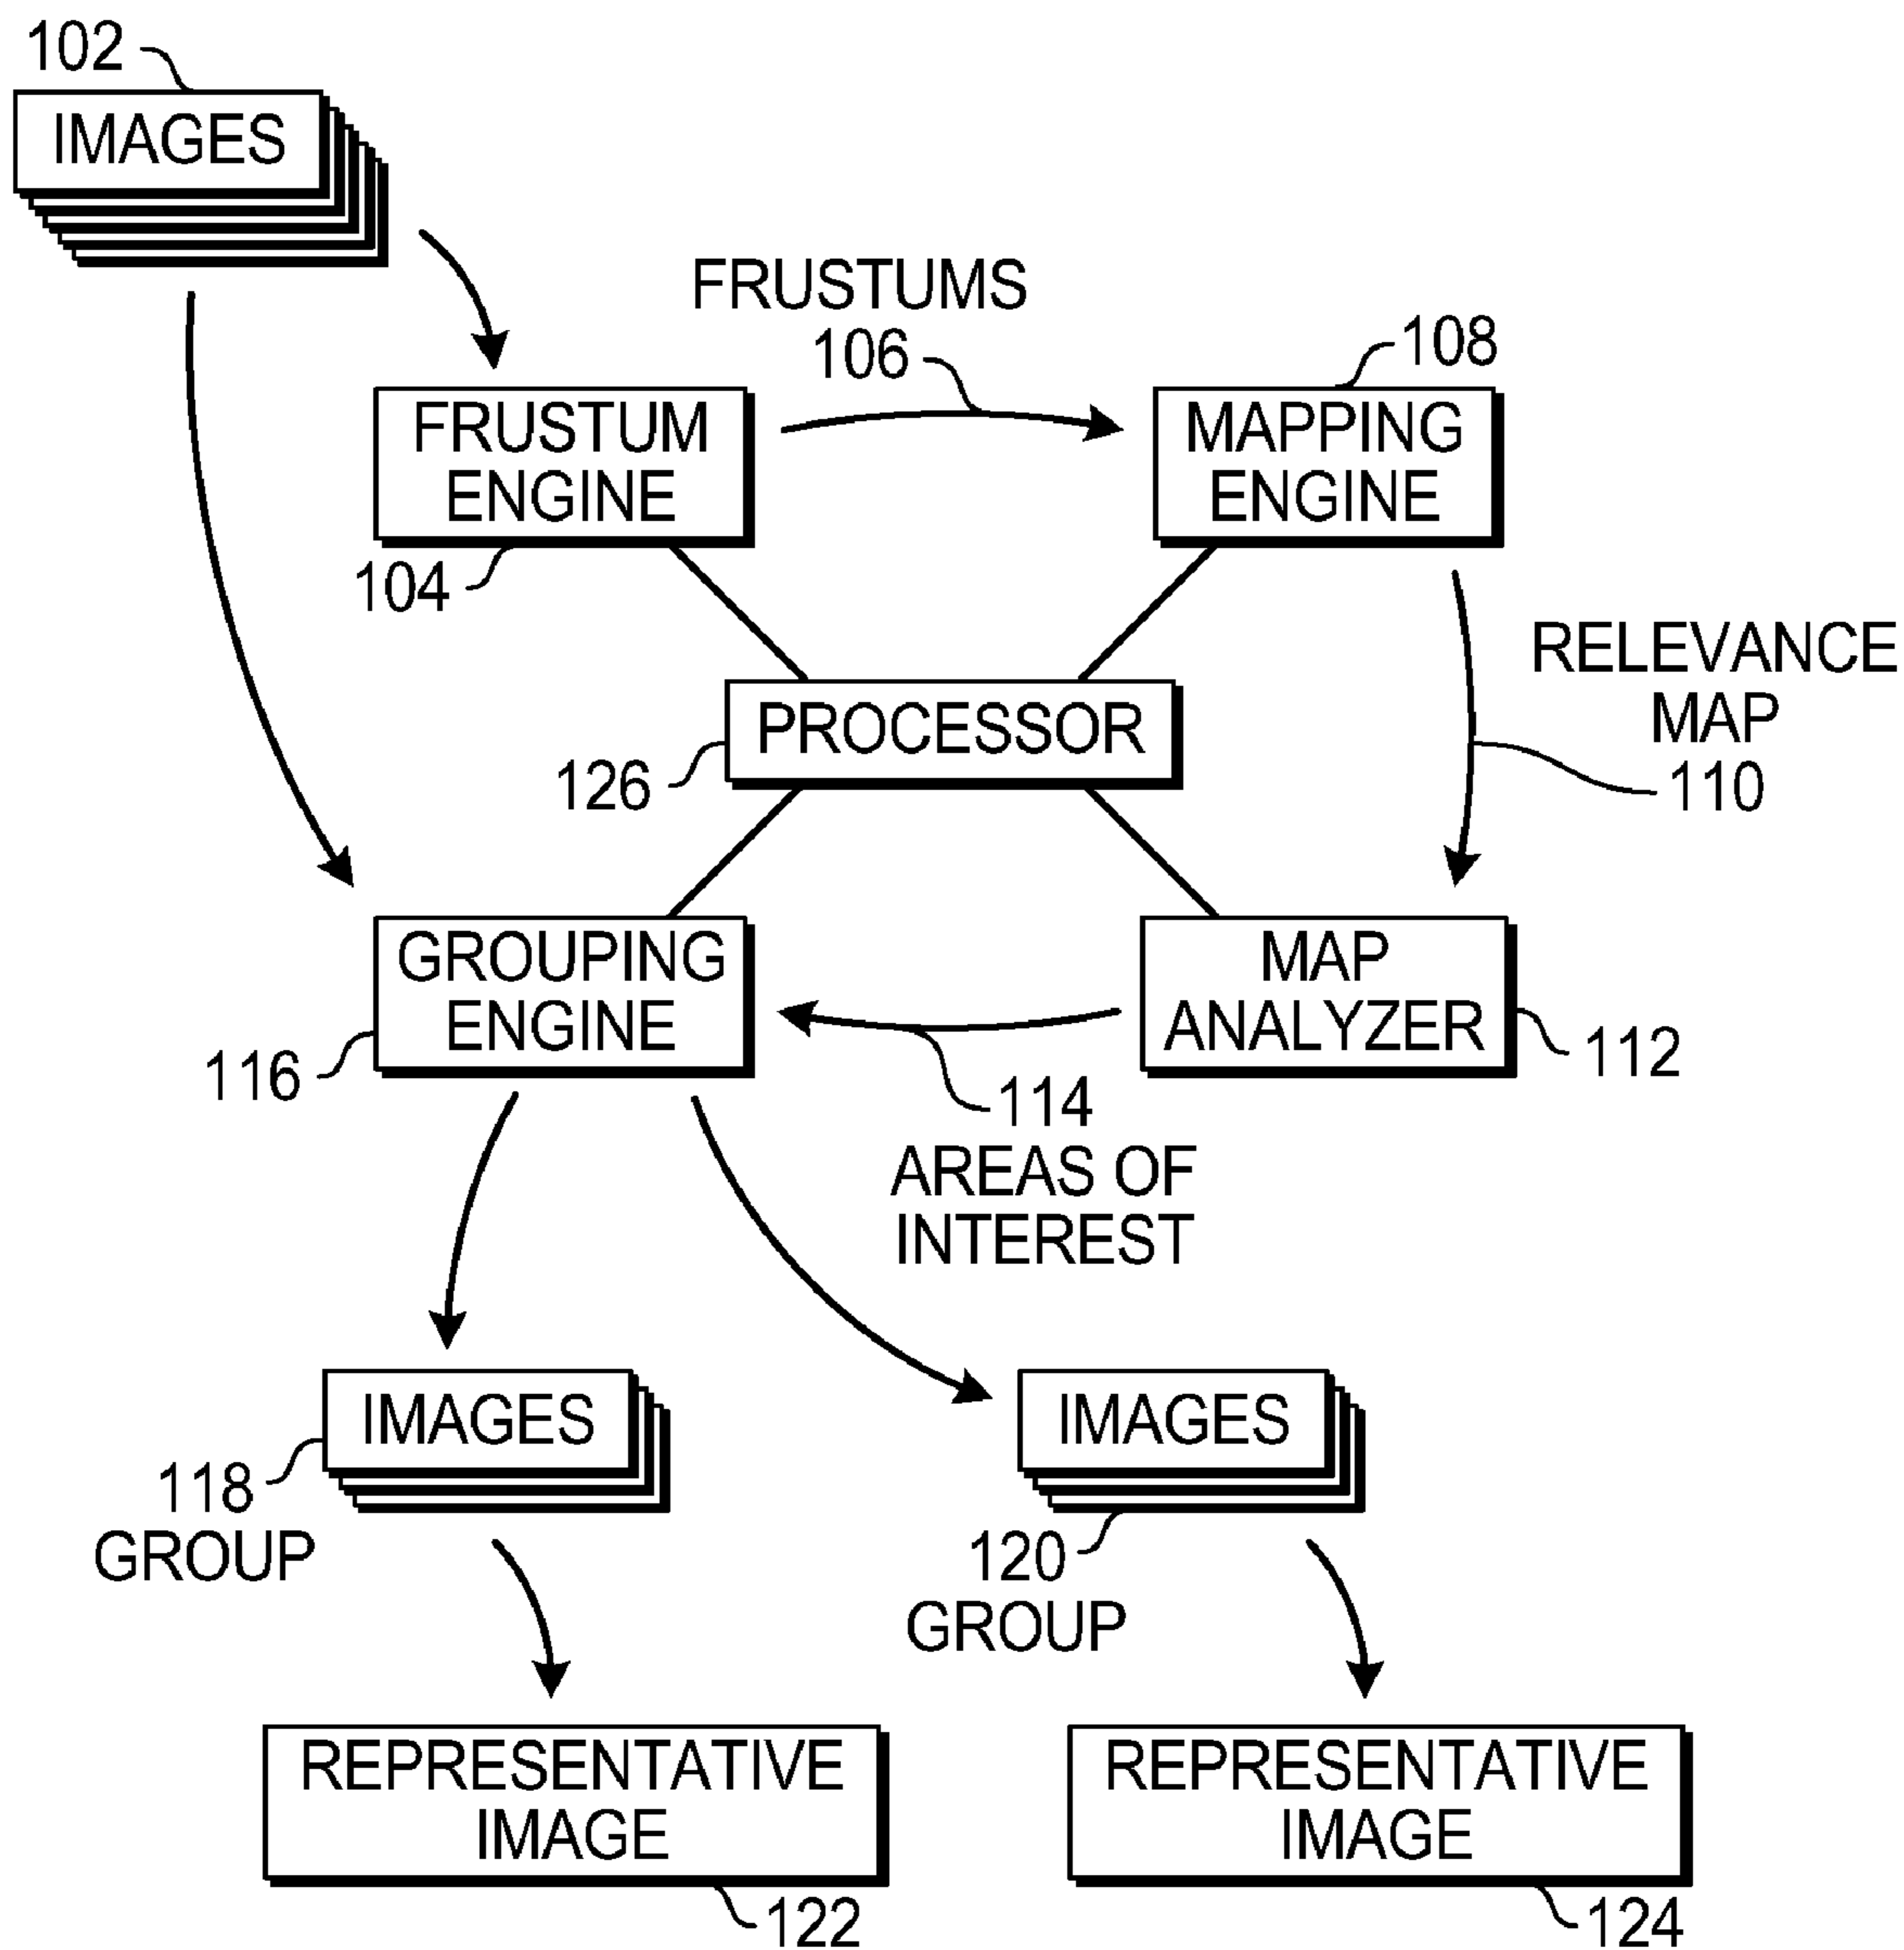 102
IMAGES
FRUSTUMS
106
108
FRUSTUM
ENGINE
MAPPING
ENGINE
104
RELEVANCE
MAP
110
PROCESSOR
126
GROUPING
ENGINE
MAP
ANALYZER
116
112
114
AREAS OF
INTEREST
IMAGES
IMAGES
118
GROUP
120
GROUP
REPRESENTATIVE
IMAGE
REPRESENTATIVE
IMAGE
122
124